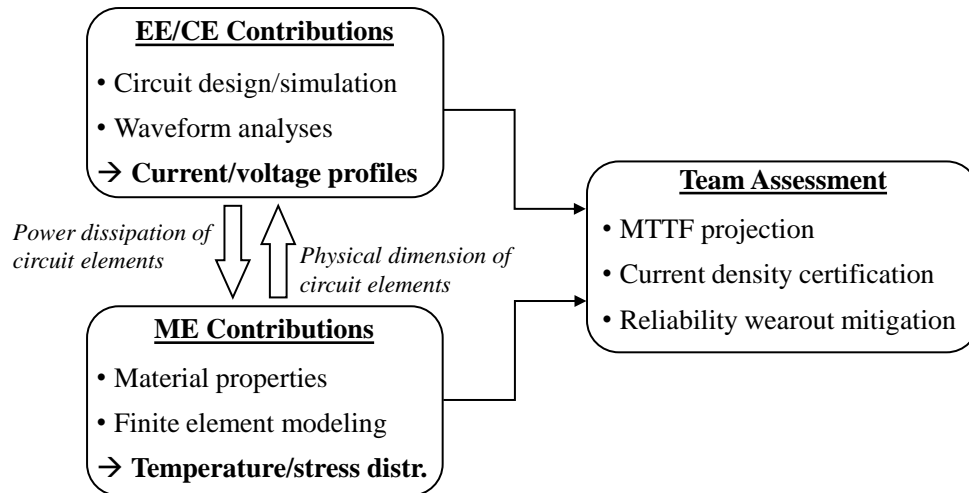 EE/CE Contributions
• Circuit design/simulation
• Waveform analyses
→ Current/voltage profiles
Power dissipation of
circuit elements
Physical dimension of
circuit elements
ME Contributions
• Material properties
• Finite element modeling
→ Temperature/stress distr.
Team Assessment
• MTTF projection
• Current density certification
• Reliability wearout mitigation